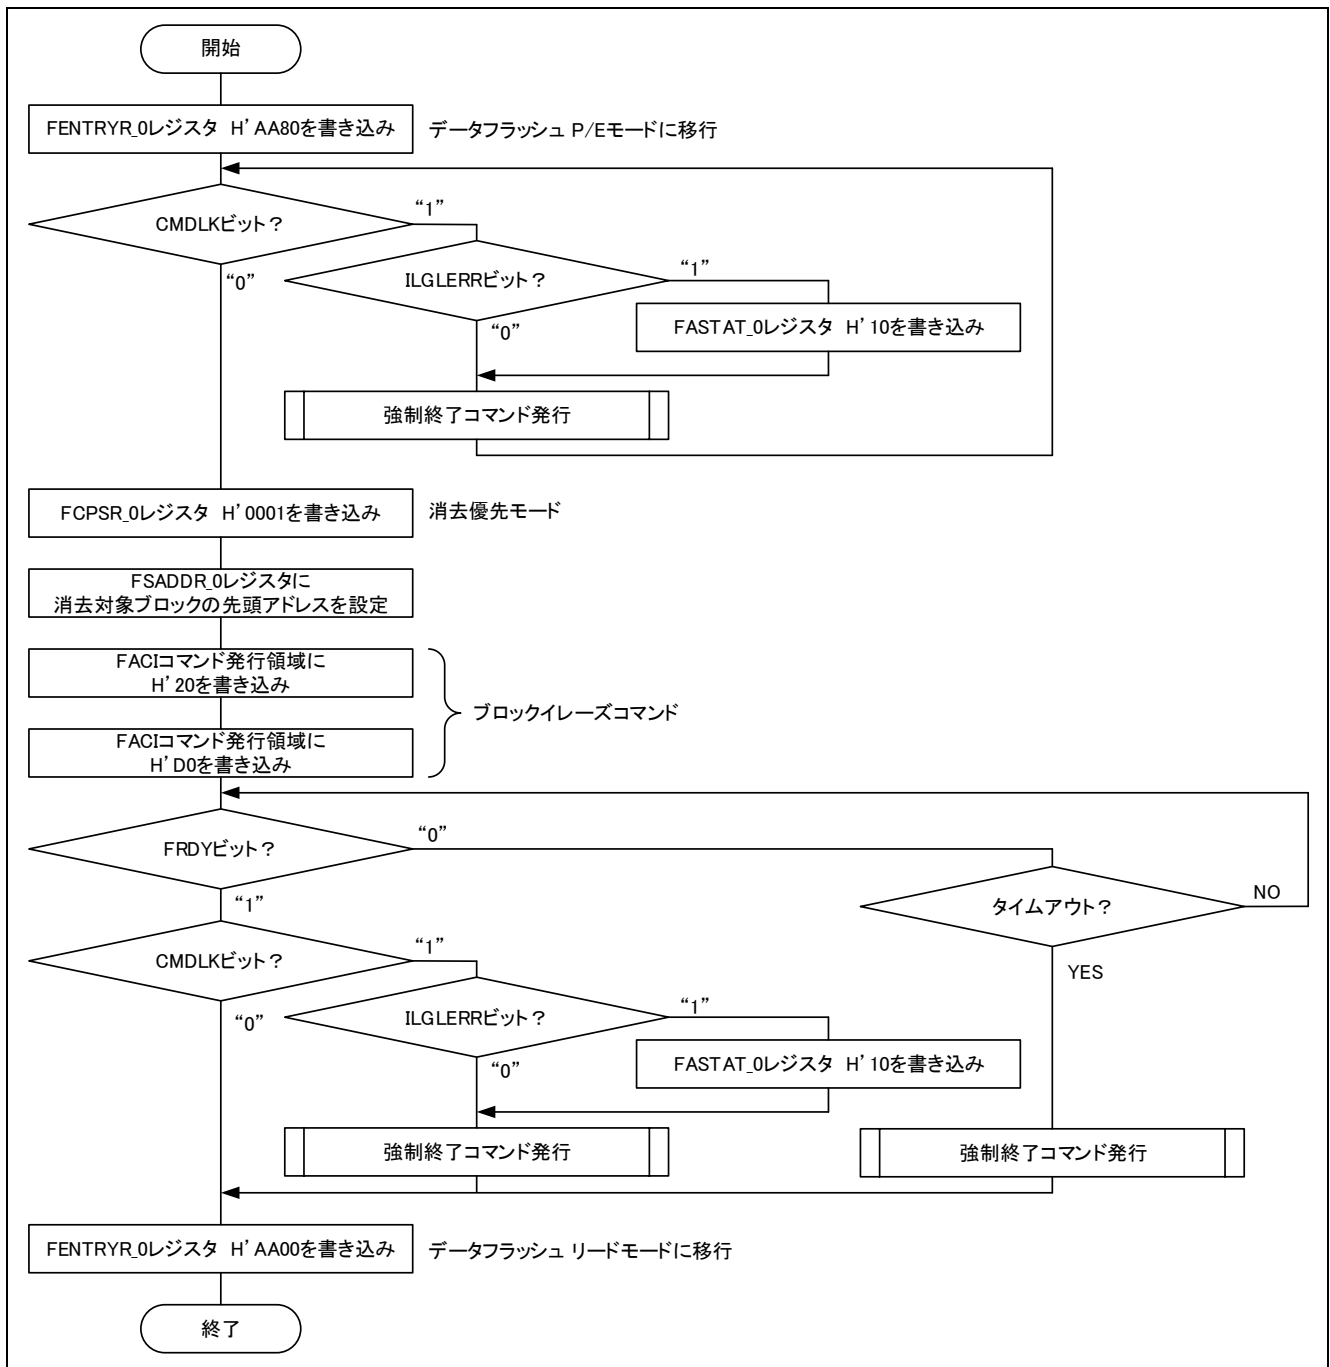 開始
FENTRYR_0レジスタ H’AA80を書き込み
データフラッシュ P/Eモードに移行
CMDLKビット？
“1”
“0”
ILGLERRビット？
“1”
“0”
FASTAT_0レジスタ H’10を書き込み
強制終了コマンド発行
FCPSR_0レジスタ H’0001を書き込み
消去優先モード
FSADDR_0レジスタに
消去対象ブロックの先頭アドレスを設定
FACIコマンド発行領域に
H’20を書き込み
ブロックイレーズコマンド
FACIコマンド発行領域に
H’D0を書き込み
FRDYビット？
“0”
“1”
タイムアウト？
NO
YES
CMDLKビット？
“1”
“0”
ILGLERRビット？
“1”
“0”
FASTAT_0レジスタ H’10を書き込み
強制終了コマンド発行
強制終了コマンド発行
FENTRYR_0レジスタ H’AA00を書き込み
データフラッシュ リードモードに移行
終了